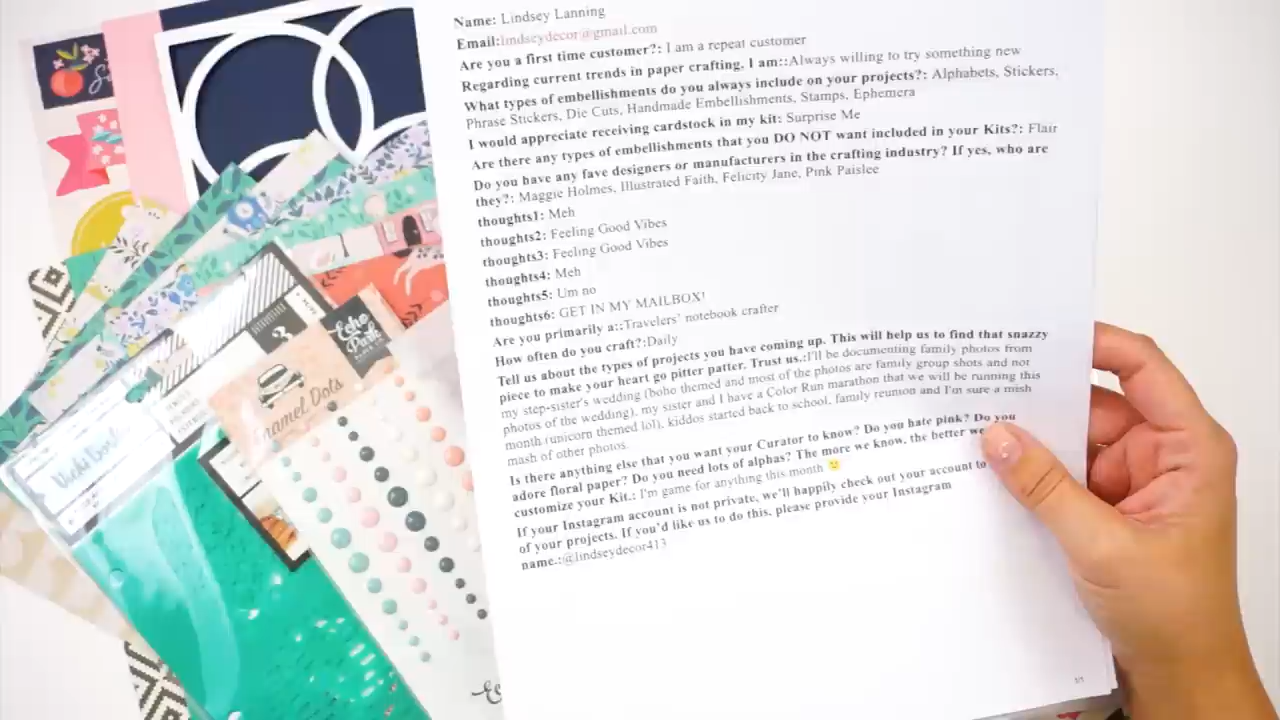 Name: Lindsey Lanning
Email:lindseydecor@gmail.com
Are you a first time customer?: I am a repeat customer
Regarding current trends in paper crafting, I am::Always willing to try something new
What types of embellishments do you always include on your projects?: Alphabets, Stickers,
Phrase Stickers, Die Cuts, Handmade Embellishments, Stamps, Ephemera
I would appreciate receiving cardstock in my kit: Surprise Me
Are there any types of embellishments that you DO NOT want included in your Kits?: Flair
Do you have any fave designers or manufacturers in the crafting industry? If yes, who are
they?: Maggie Holmes, Illustrated Faith, Felicity Jane, Pink Paislee
thoughts1: Meh
thoughts2: Feeling Good Vibes
thoughts3: Feeling Good Vibes
thoughts4: Meh
thoughts5: Um no
thoughts6: GET IN MY MAILBOX!
Are you primarily a::Travelers' notebook crafter
How often do you craft?:Daily
Tell us about the types of projects you have coming up. This will help us to find that snazzy
piece to make your heart go pitter patter. Trust us.:I'll be documenting family photos from
my step-sister's wedding (boho themed and most of the photos are family group shots and not
photos of the wedding), my sister and I have a Color Run marathon that we will be running this
month (unicorn themed lol), kiddos started back to school, family reunion and I'm sure a mish
mash of other photos.
Is there anything else that you want your Curator to know? Do you hate pink? Do you
adore floral paper? Do you need lots of alphas? The more we know, the better we
customize your Kit.: I'm game for anything this month 🙂
If your Instagram account is not private, we'll happily check out your account to
of your projects. If you'd like us to do this, please provide your Instagram
name.:@lindseydecor413
1/1
Echo
Park
PAPER CO.
Enamel Dots
3
Vicki Boutin